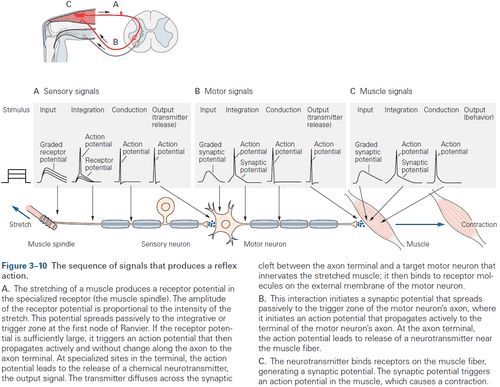 C
A
B
A Sensory signals
B Motor signals
C Muscle signals
Stimulus
Input
Integration
Conduction
Output
(transmitter
release)
Input
Integration
Conduction
Output
(transmitter
release)
Input
Integration
Conduction
Output
(behavior)
Graded
receptor
potential
Action
potential
Receptor
potential
Action
potential
Action
potential
Graded
synaptic
potential
Action
potential
Synaptic
potential
Action
potential
Action
potential
Graded
synaptic
potential
Action
potential
Synaptic
potential
Action
potential
Stretch
Muscle spindle
Sensory neuron
Motor neuron
Muscle
Contraction
Figure 3–10 The sequence of signals that produces a reflex
action.
A. The stretching of a muscle produces a receptor potential in
the specialized receptor (the muscle spindle). The amplitude
of the receptor potential is proportional to the intensity of the
stretch. This potential spreads passively to the integrative or
trigger zone at the first node of Ranvier. If the receptor poten-
tial is sufficiently large, it triggers an action potential that then
propagates actively and without change along the axon to the
axon terminal. At specialized sites in the terminal, the action
potential leads to the release of a chemical neurotransmitter,
the output signal. The transmitter diffuses across the synaptic
cleft between the axon terminal and a target motor neuron that
innervates the stretched muscle; it then binds to receptor mol-
ecules on the external membrane of the motor neuron.
B. This interaction initiates a synaptic potential that spreads
passively to the trigger zone of the motor neuron's axon, where
it initiates an action potential that propagates actively to the
terminal of the motor neuron's axon. At the axon terminal,
the action potential leads to release of a neurotransmitter near
the muscle fiber.
C. The neurotransmitter binds receptors on the muscle fiber,
generating a synaptic potential. The synaptic potential triggers
an action potential in the muscle, which causes a contraction.